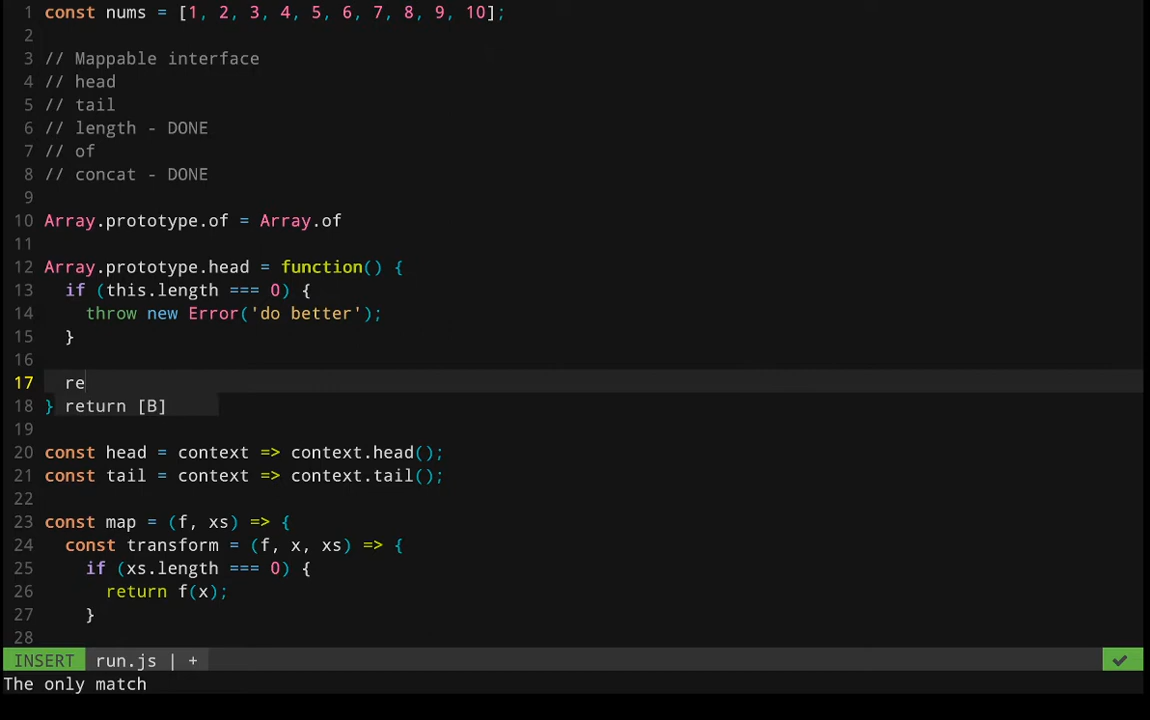 1 const nums = [1, 2, 3, 4, 5, 6, 7, 8, 9, 10];
2
3 // Mappable interface
4 // head
5 // tail
6 // length - DONE
7 // of
8 // concat - DONE
9
10 Array.prototype.of = Array.of
11
12 Array.prototype.head = function() {
13   if (this.length === 0) {
14     throw new Error('do better');
15   }
16
17   re
18 } return [B]
19
20 const head = context => context.head();
21 const tail = context => context.tail();
22
23 const map = (f, xs) => {
24   const transform = (f, x, xs) => {
25     if (xs.length === 0) {
26       return f(x);
27     }
28
INSERT run.js | + ✔
The only match